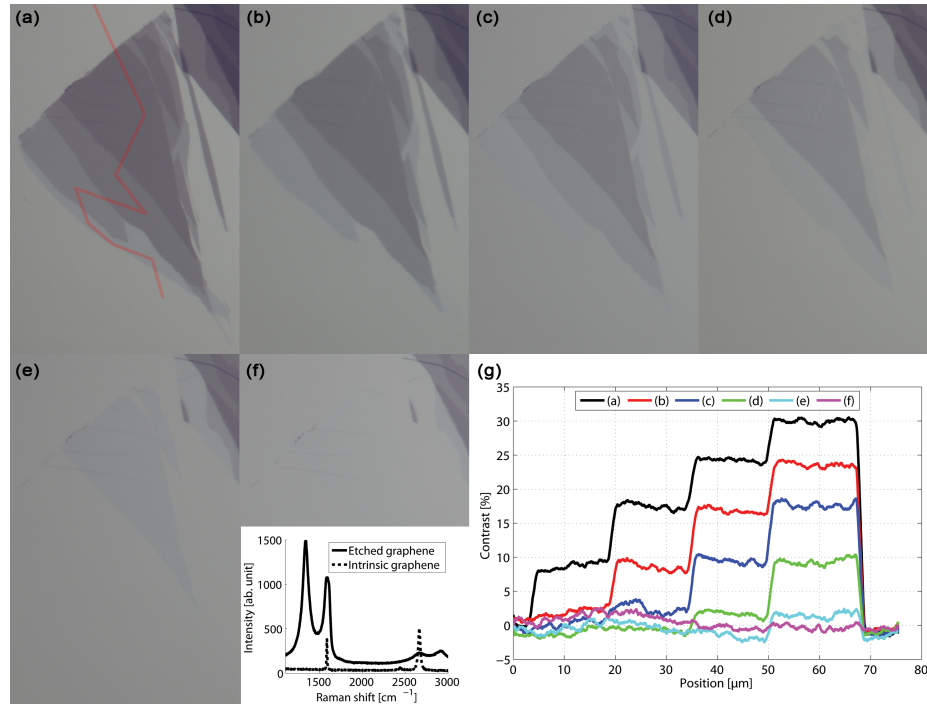 (a)
(b)
(c)
(d)
(e)
(f)
(g)
1500
1000
500
0
Intensity [ab. unit]
Etched graphene
Intrinsic graphene
1500 2000 2500 3000
Raman shift [cm⁻¹]
35
30
25
20
15
10
5
0
−5
Contrast [%]
(a) (b) (c) (d) (e) (f)
0 10 20 30 40 50 60 70 80
Position [μm]